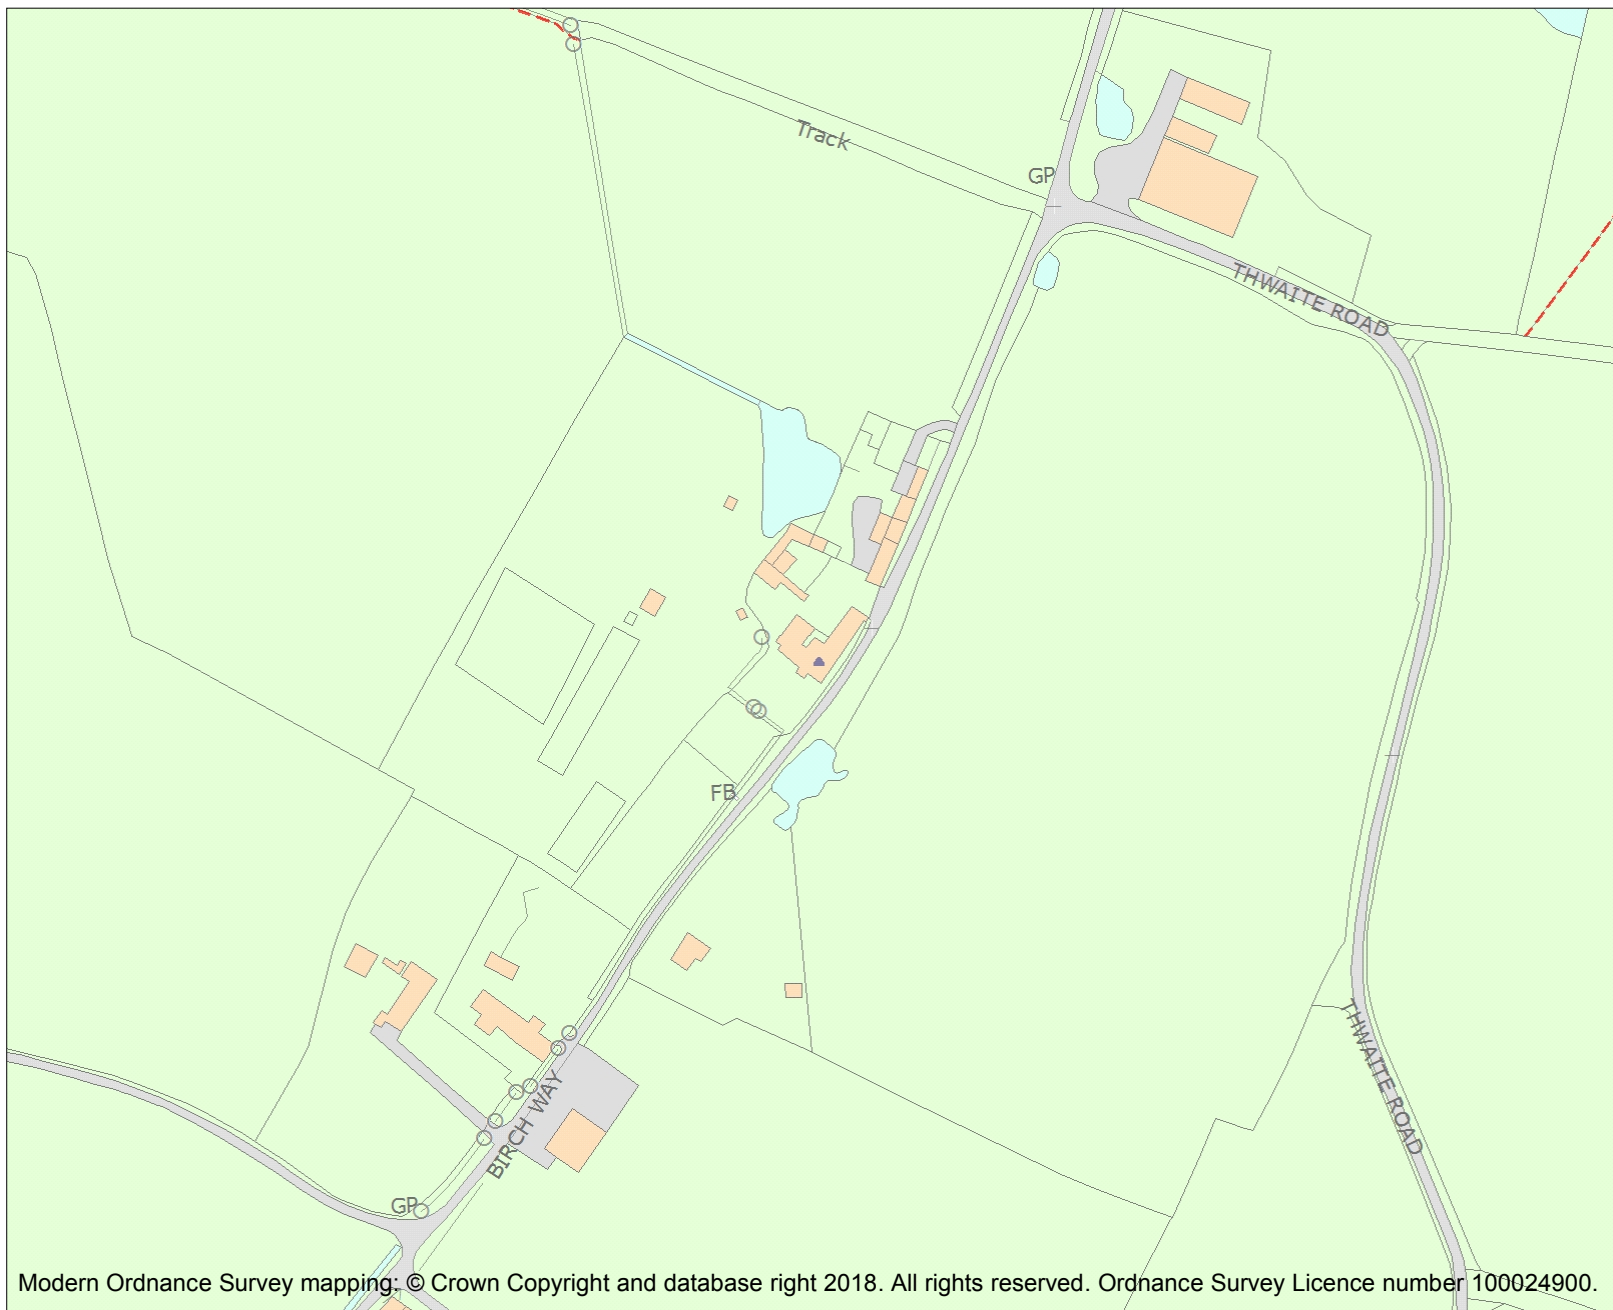 Track
GP
THWAITE ROAD
FB
THWAITE ROAD
BIRCH WAY
GP
Modern Ordnance Survey mapping: © Crown Copyright and database right 2018. All rights reserved. Ordnance Survey Licence number 100024900.